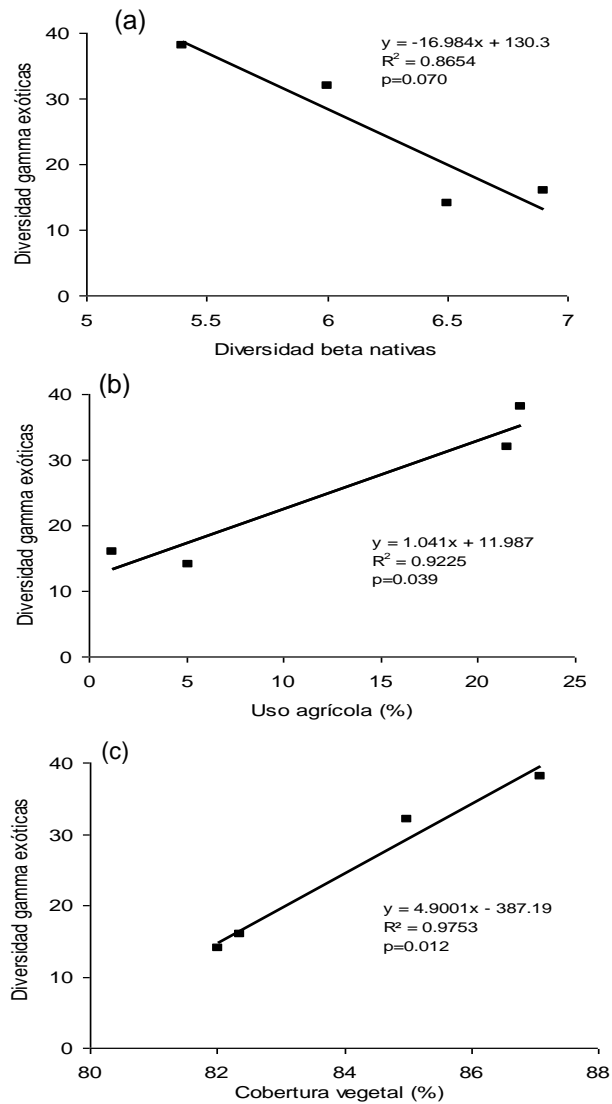 (a)
y = -16.984x + 130.3
R² = 0.8654
p=0.070
Diversidad gamma exóticas
40
30
20
10
0
5
5.5
6
6.5
7
Diversidad beta nativas
(b)
y = 1.041x + 11.987
R² = 0.9225
p=0.039
Diversidad gamma exóticas
40
30
20
10
0
0
5
10
15
20
25
Uso agrícola (%)
(c)
y = 4.9001x - 387.19
R² = 0.9753
p=0.012
Diversidad gamma exóticas
40
30
20
10
0
80
82
84
86
88
Cobertura vegetal (%)